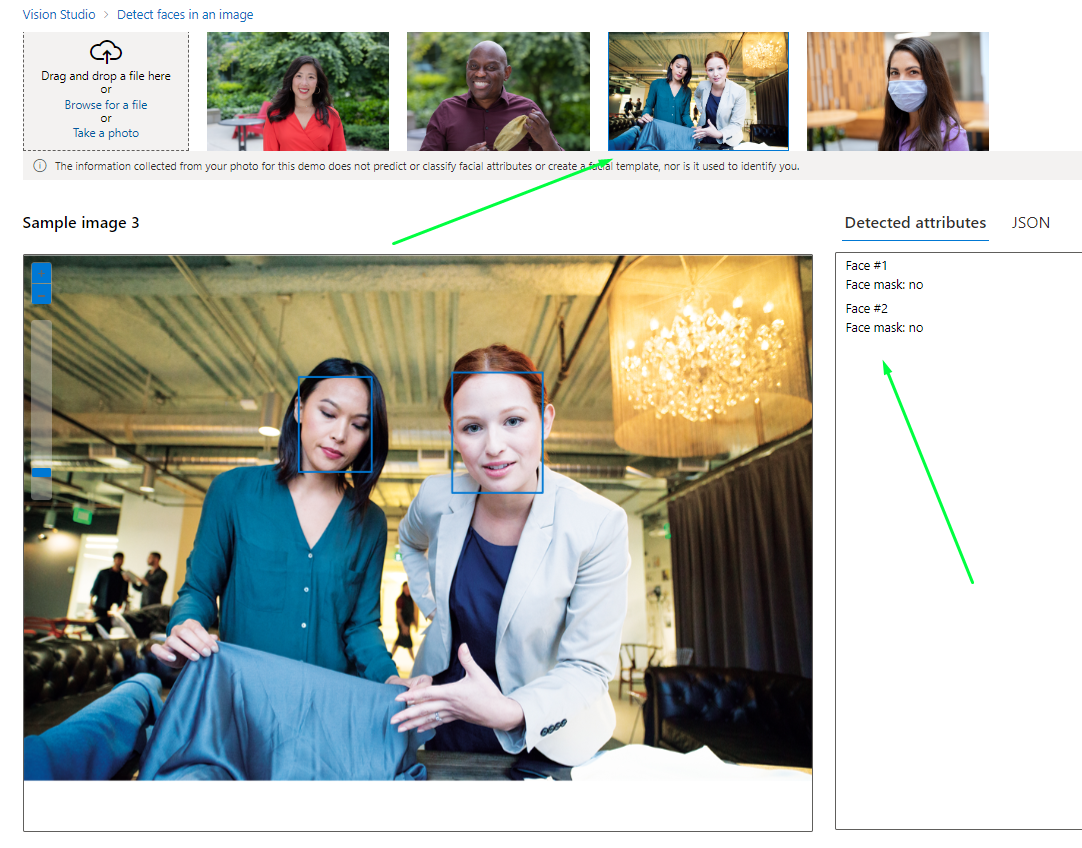 Vision Studio > Detect faces in an image
Drag and drop a file here
or
Browse for a file
or
Take a photo
The information collected from your photo for this demo does not predict or classify facial attributes or create a facial template, nor is it used to identify you.
Sample image 3
Detected attributes JSON
Face #1
Face mask: no
Face #2
Face mask: no